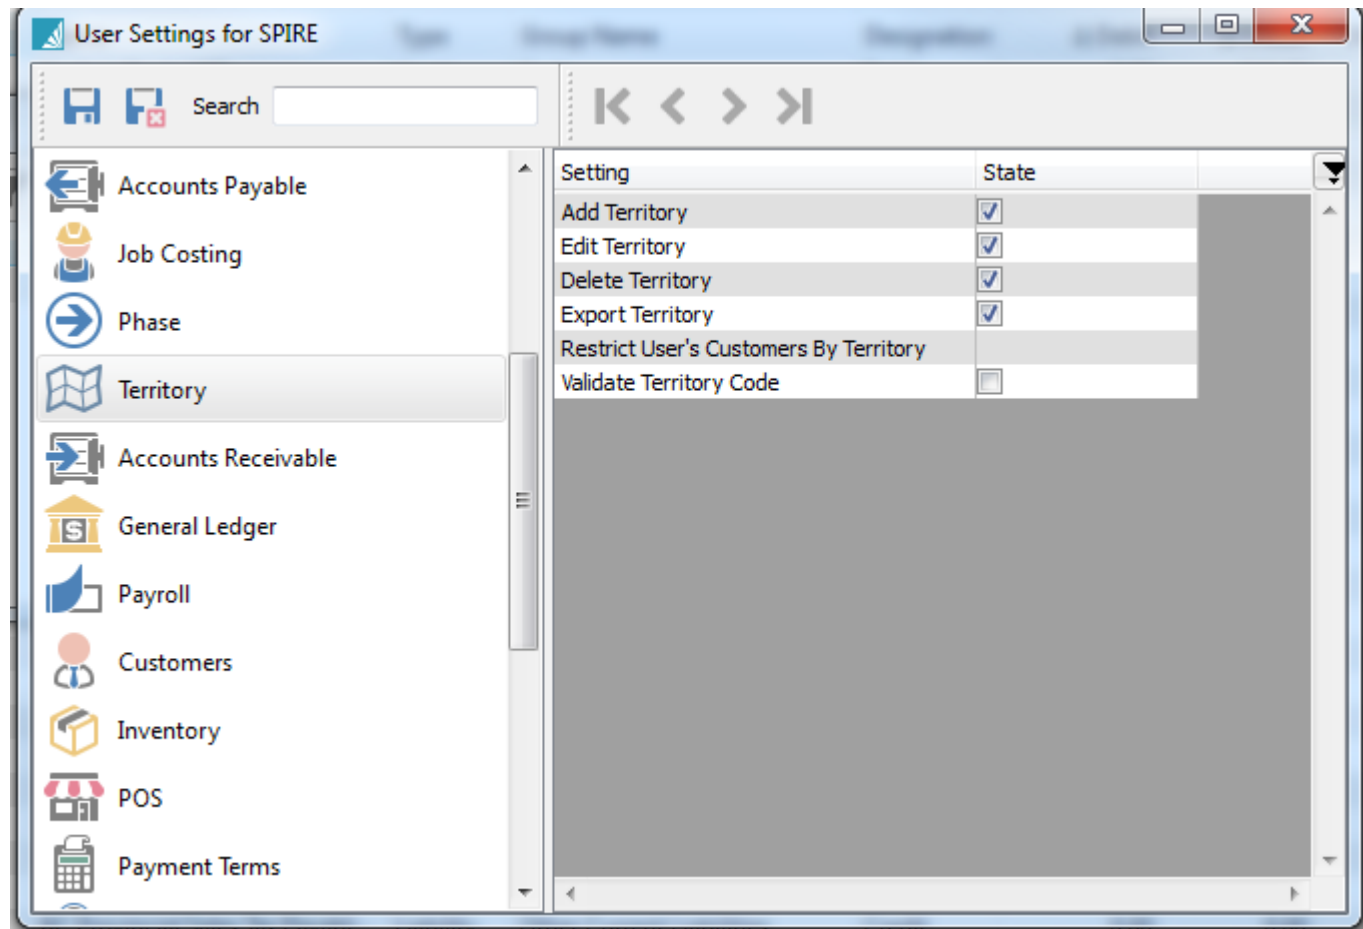 User Settings for SPIRE
Search
Accounts Payable
Job Costing
Phase
Territory
Accounts Receivable
General Ledger
Payroll
Customers
Inventory
POS
Payment Terms
Setting State
Add Territory
Edit Territory
Delete Territory
Export Territory
Restrict User's Customers By Territory
Validate Territory Code